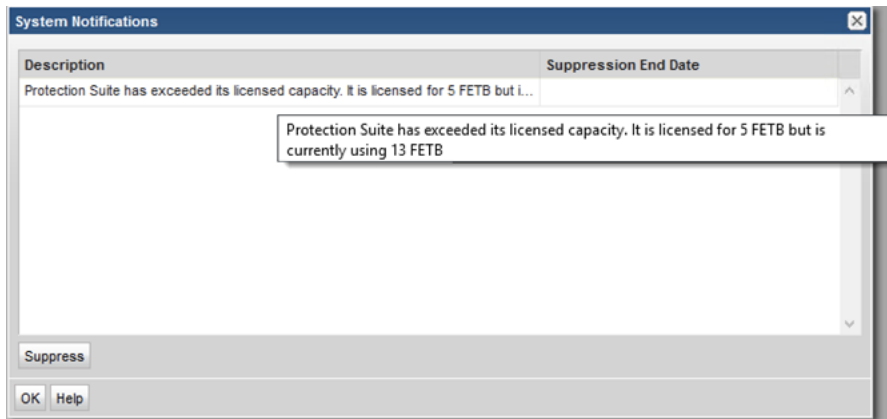 System Notifications
Description Suppression End Date
Protection Suite has exceeded its licensed capacity. It is licensed for 5 FETB but i...
Protection Suite has exceeded its licensed capacity. It is licensed for 5 FETB but is
currently using 13 FETB
Suppress
OK Help